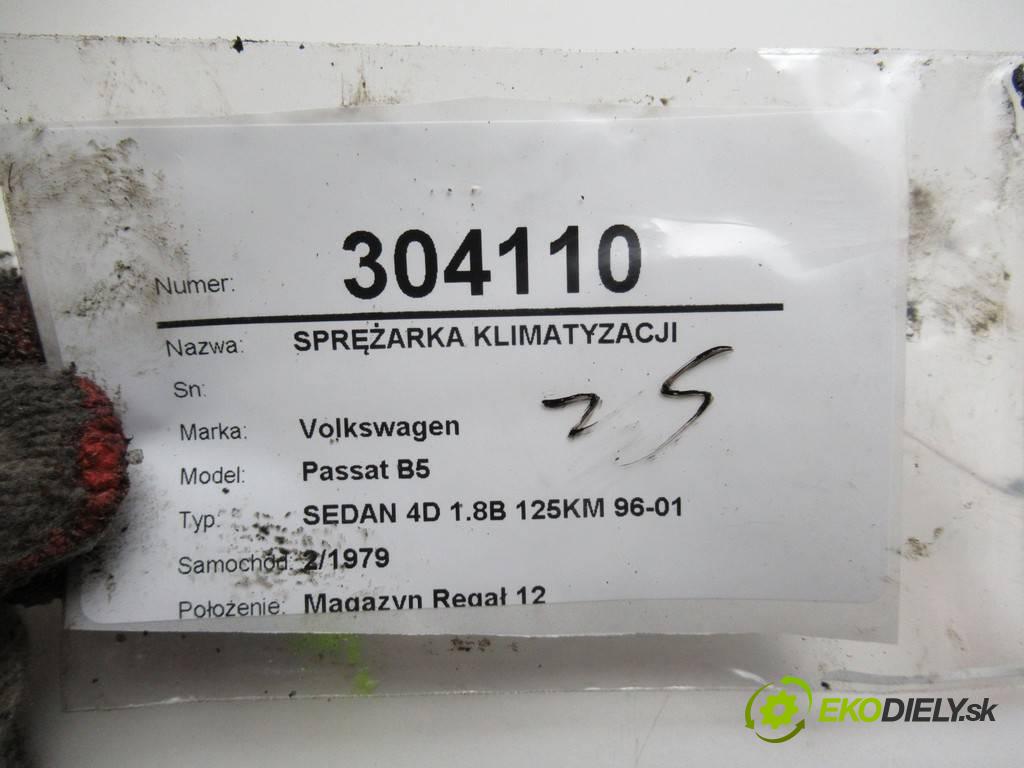 Numer: 304110
Nazwa: SPRĘŻARKA KLIMATYZACJI
Sn:
25
Marka: Volkswagen
Model: Passat B5
Typ: SEDAN 4D 1.8B 125KM 96-01
Samochód: 2/1979
Położenie: Magazyn Regał 12
EKODIELY.sk